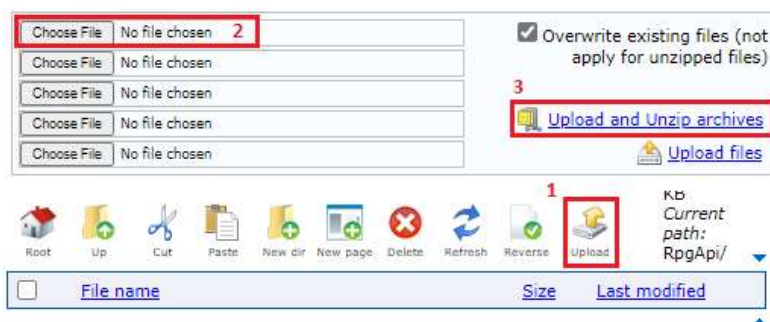 Choose File No file chosen 2
Choose File No file chosen
Choose File No file chosen
Choose File No file chosen
Choose File No file chosen
Overwrite existing files (not
apply for unzipped files)
3
Upload and Unzip archives
Upload files
1
KB
Current
path:
RpgApi/
Root Up Cut Paste New dir New page Delete Refresh Reverse Upload
File name Size Last modified